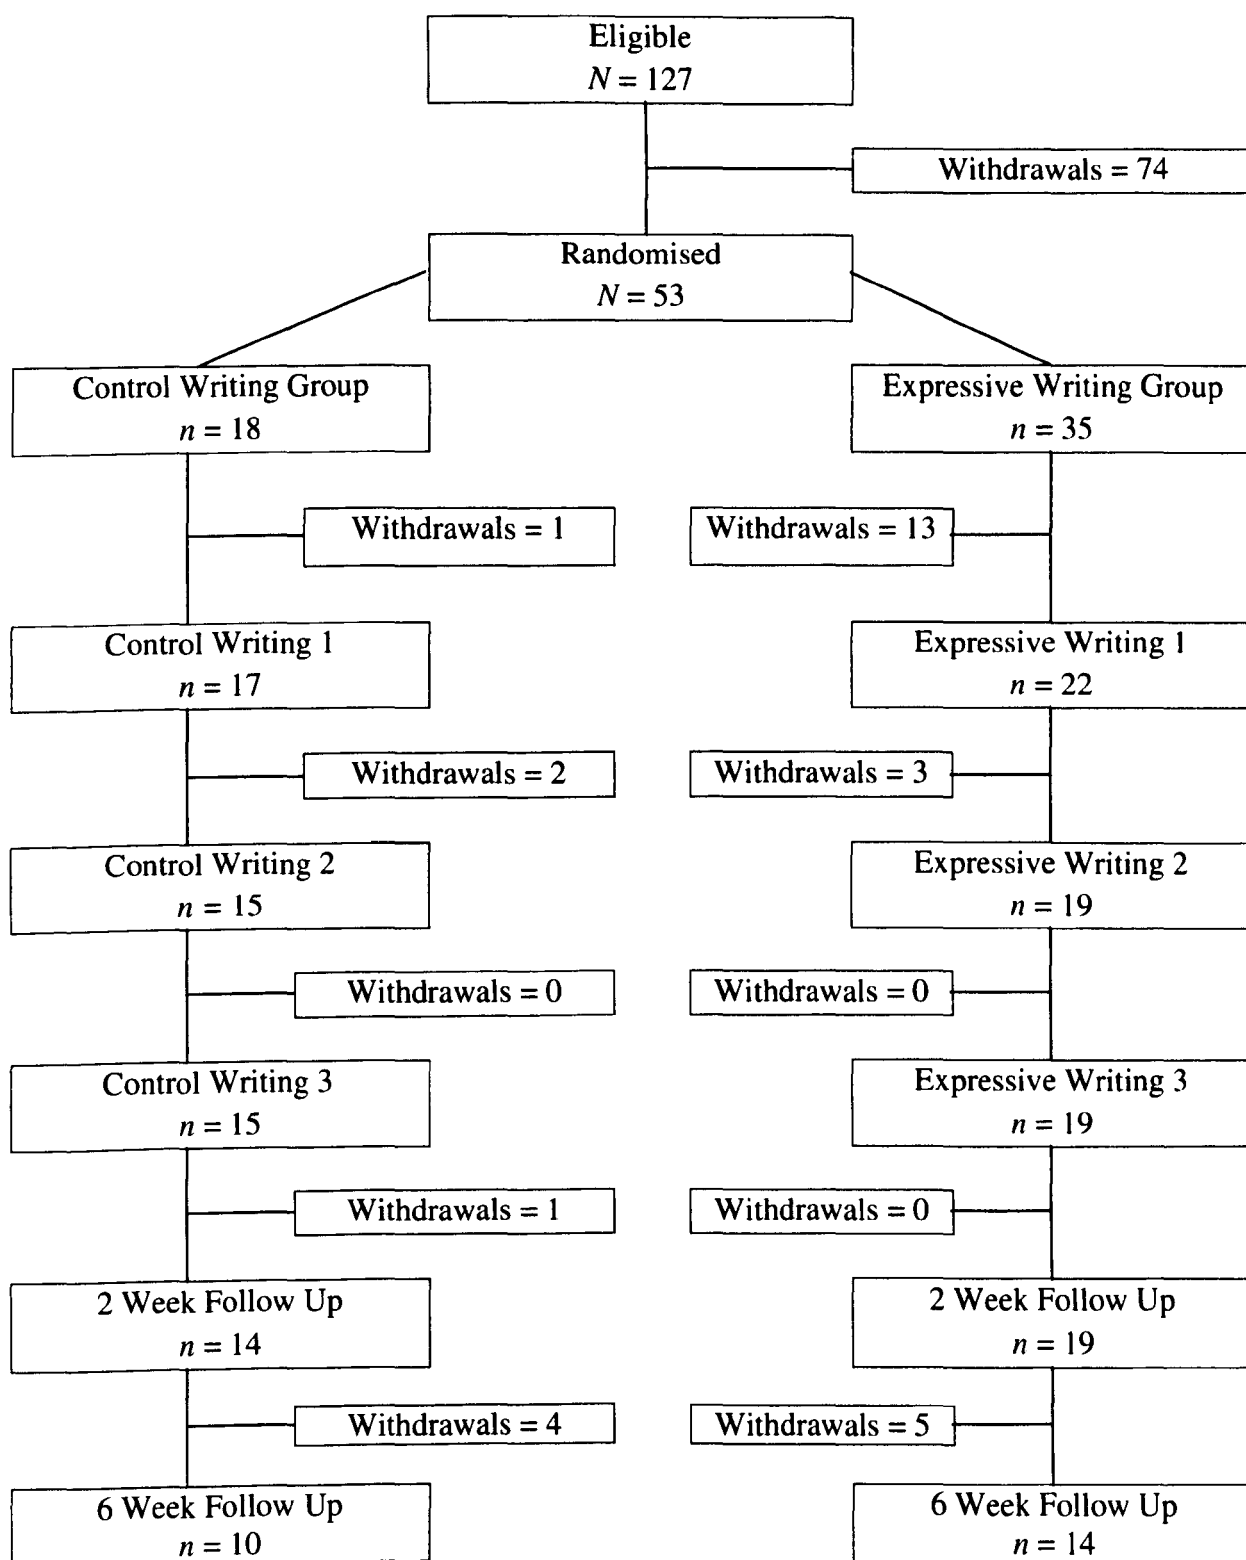 Eligible
N = 127
Withdrawals = 74
Randomised
N = 53
Control Writing Group
n = 18
Expressive Writing Group
n = 35
Withdrawals = 1
Withdrawals = 13
Control Writing 1
n = 17
Expressive Writing 1
n = 22
Withdrawals = 2
Withdrawals = 3
Control Writing 2
n = 15
Expressive Writing 2
n = 19
Withdrawals = 0
Withdrawals = 0
Control Writing 3
n = 15
Expressive Writing 3
n = 19
Withdrawals = 1
Withdrawals = 0
2 Week Follow Up
n = 14
2 Week Follow Up
n = 19
Withdrawals = 4
Withdrawals = 5
6 Week Follow Up
n = 10
6 Week Follow Up
n = 14